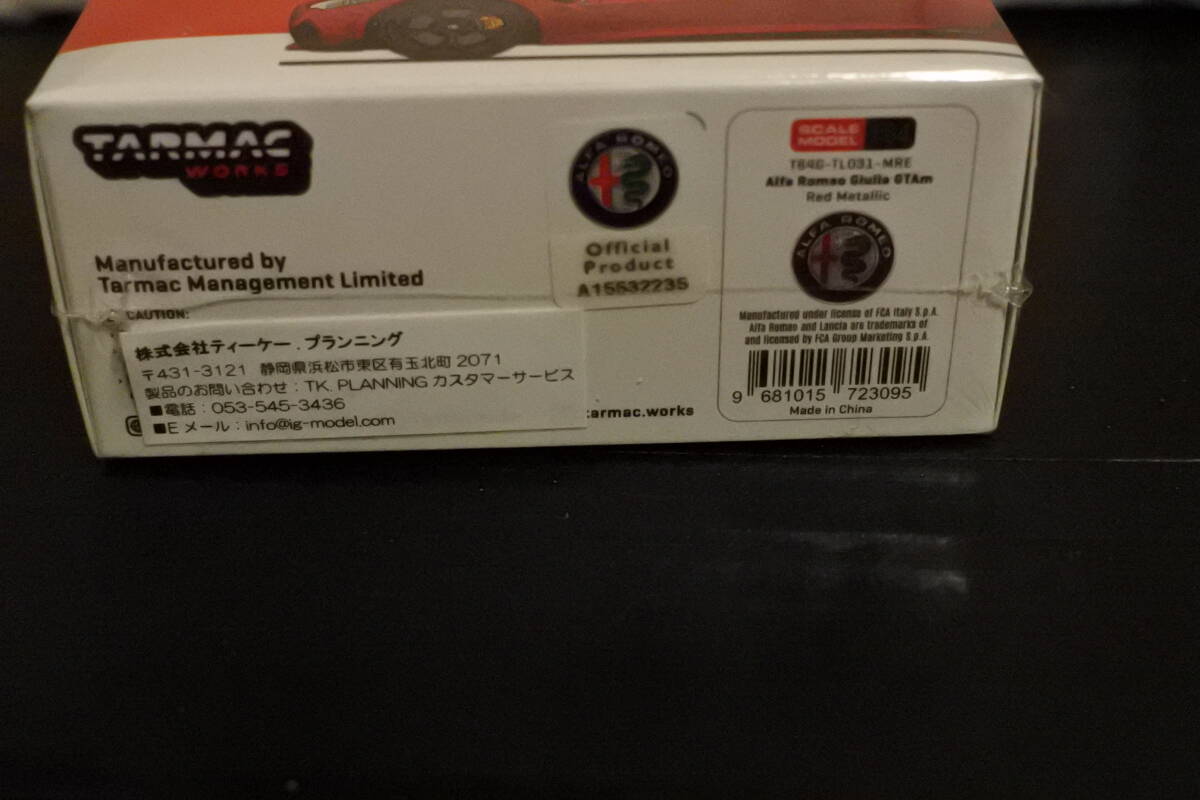 TARMAC
WORKS
Manufactured by
Tarmac Management Limited
CAUTION:
株式会社ティーケー．プランニング
〒431-3121 静岡県浜松市東区有玉北町 2071
製品のお問い合わせ：TK. PLANNING カスタマーサービス
■電話：053-545-3436
■E メール：info@ig-model.com
tarmac.works
ALFA ROMEO
Official
Product
A15532235
SCALE
MODEL
T64G-TL031-MRE
Alfa Romeo Giulia GTAm
Red Metallic
ALFA ROMEO
Manufactured under license of FCA Italy S.p.A.
Alfa Romeo and Lancia are trademarks of
and licensed by FCA Group Marketing S.p.A.
9 681015 723095
Made in China